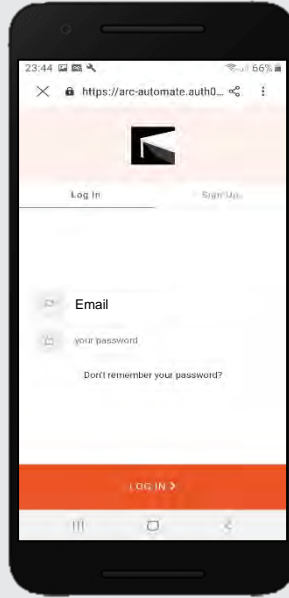 23:44 66%
https://arc-automate.auth0...
Log In Sign Up
Email
your password
Don't remember your password?
LOG IN >